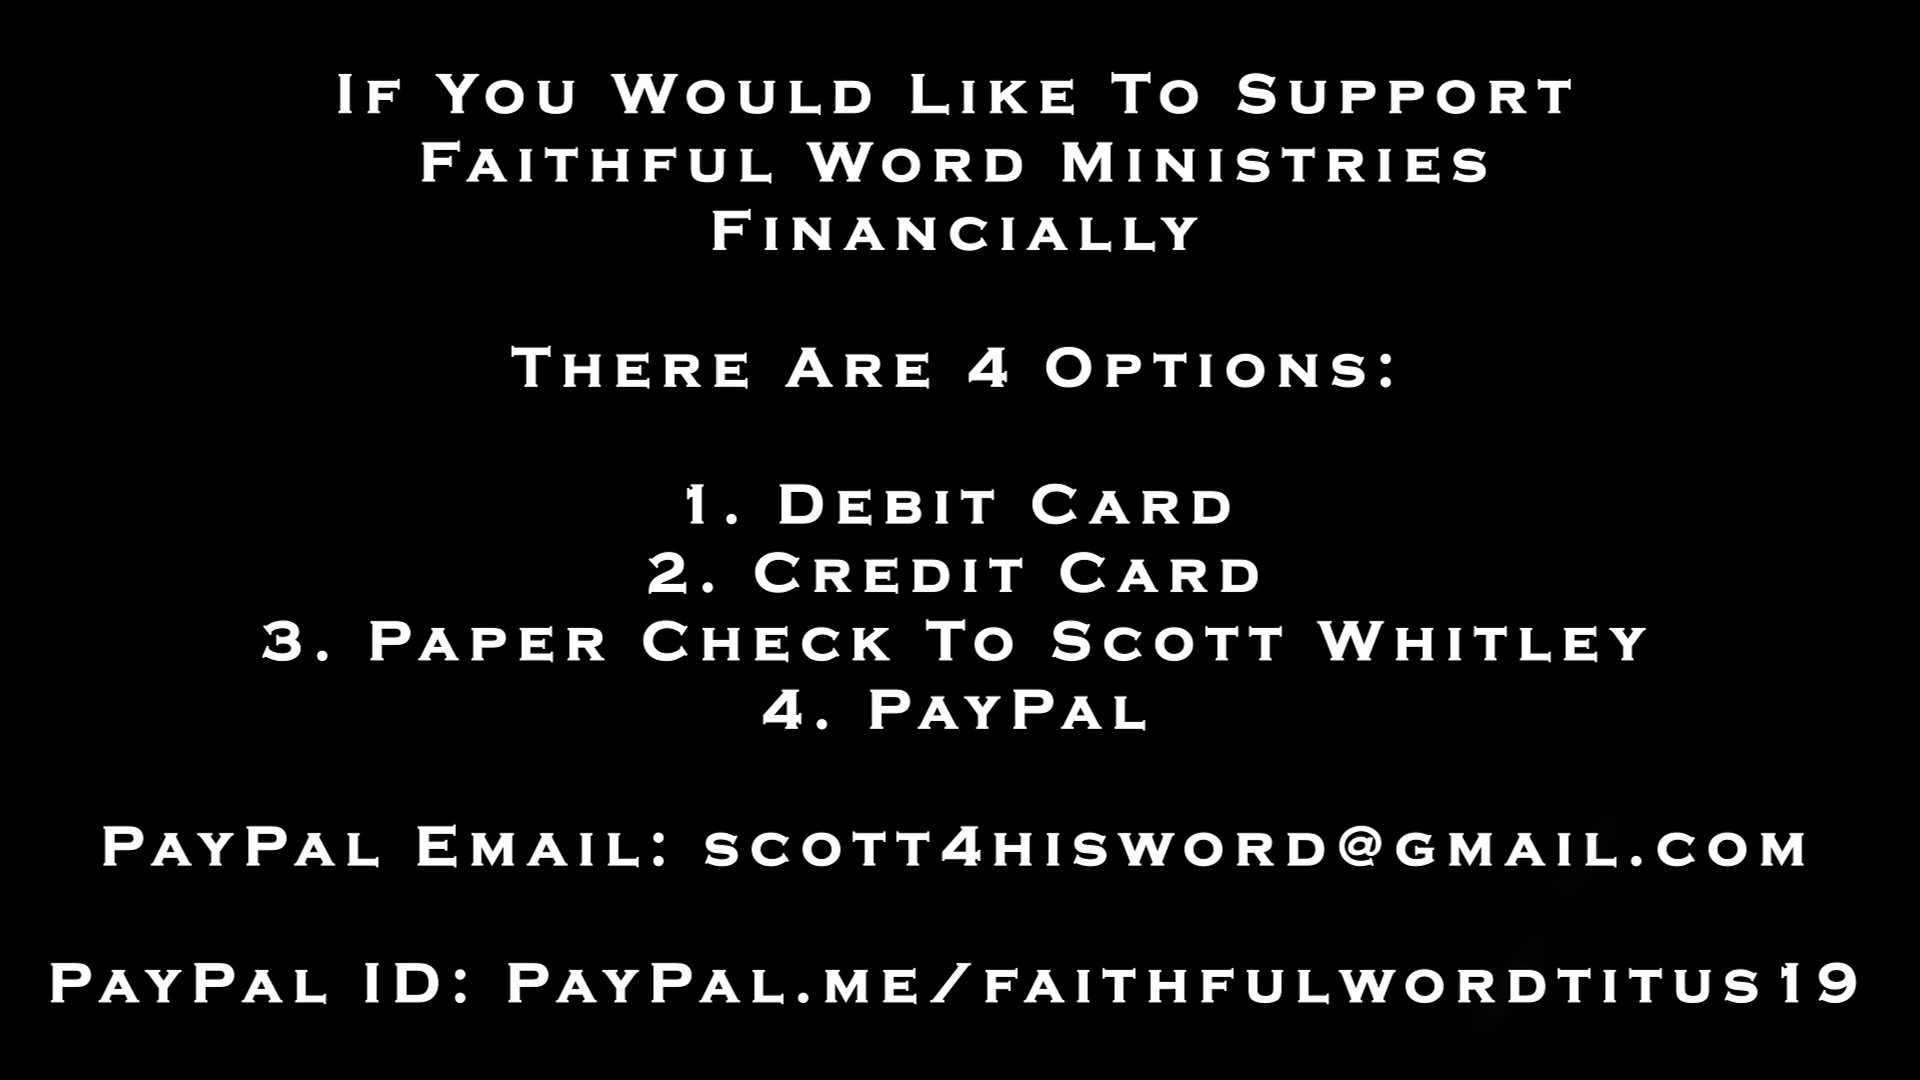 If You Would Like To Support
Faithful Word Ministries
Financially
There Are 4 Options:
1. Debit Card
2. Credit Card
3. Paper Check To Scott Whitley
4. PayPal
PayPal Email: scott4hisword@gmail.com
PayPal ID: PayPal.me/faithfulwordtitus19